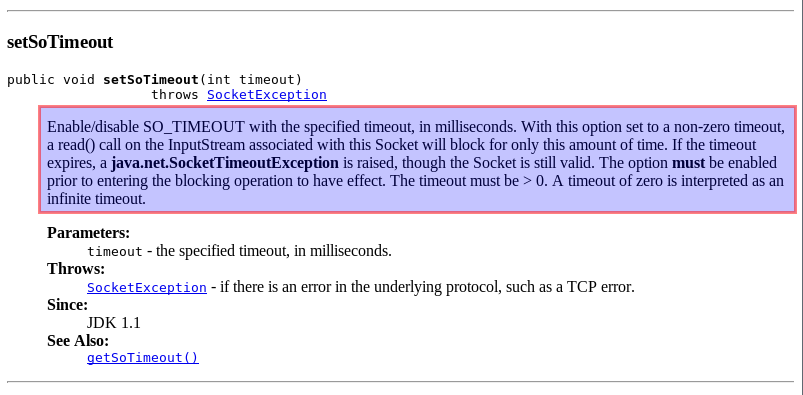 setSoTimeout
public void setSoTimeout(int timeout)
throws SocketException
Enable/disable SO_TIMEOUT with the specified timeout, in milliseconds. With this option set to a non-zero timeout,
a read() call on the InputStream associated with this Socket will block for only this amount of time. If the timeout
expires, a java.net.SocketTimeoutException is raised, though the Socket is still valid. The option must be enabled
prior to entering the blocking operation to have effect. The timeout must be > 0. A timeout of zero is interpreted as an
infinite timeout.
Parameters:
timeout - the specified timeout, in milliseconds.
Throws:
SocketException - if there is an error in the underlying protocol, such as a TCP error.
Since:
JDK 1.1
See Also:
getSoTimeout()